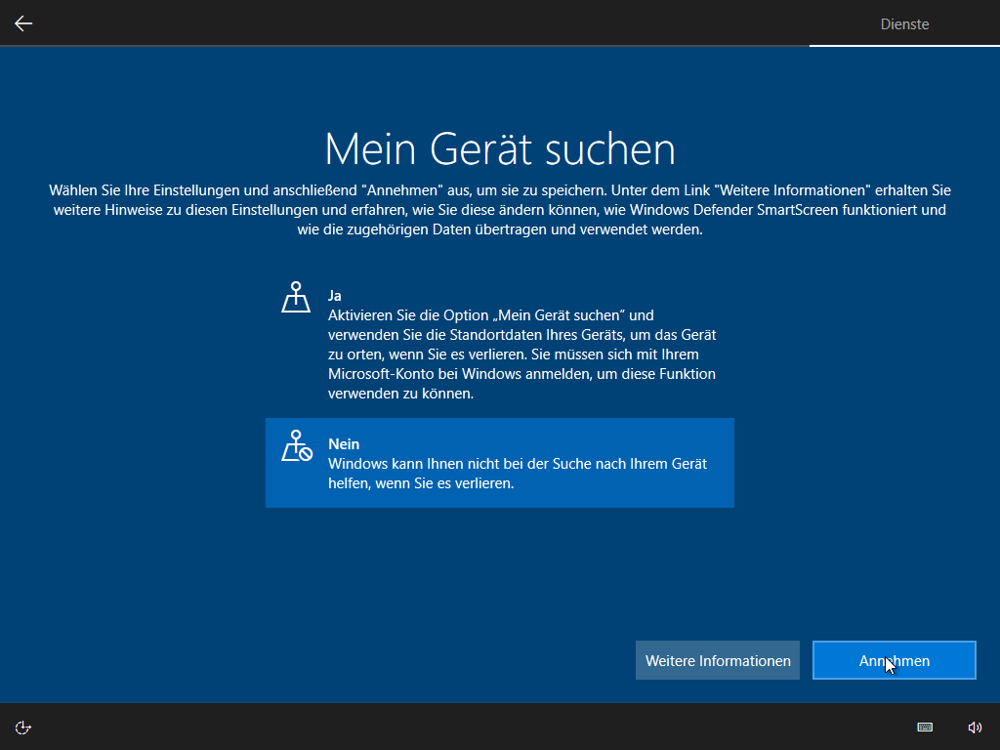 Dienste
Mein Gerät suchen
Wählen Sie Ihre Einstellungen und anschließend "Annehmen" aus, um sie zu speichern. Unter dem Link "Weitere Informationen" erhalten Sie
weitere Hinweise zu diesen Einstellungen und erfahren, wie Sie diese ändern können, wie Windows Defender SmartScreen funktioniert und
wie die zugehörigen Daten übertragen und verwendet werden.
Ja
Aktivieren Sie die Option „Mein Gerät suchen“ und
verwenden Sie die Standortdaten Ihres Geräts, um das Gerät
zu orten, wenn Sie es verlieren. Sie müssen sich mit Ihrem
Microsoft-Konto bei Windows anmelden, um diese Funktion
verwenden zu können.
Nein
Windows kann Ihnen nicht bei der Suche nach Ihrem Gerät
helfen, wenn Sie es verlieren.
Weitere Informationen
Annehmen